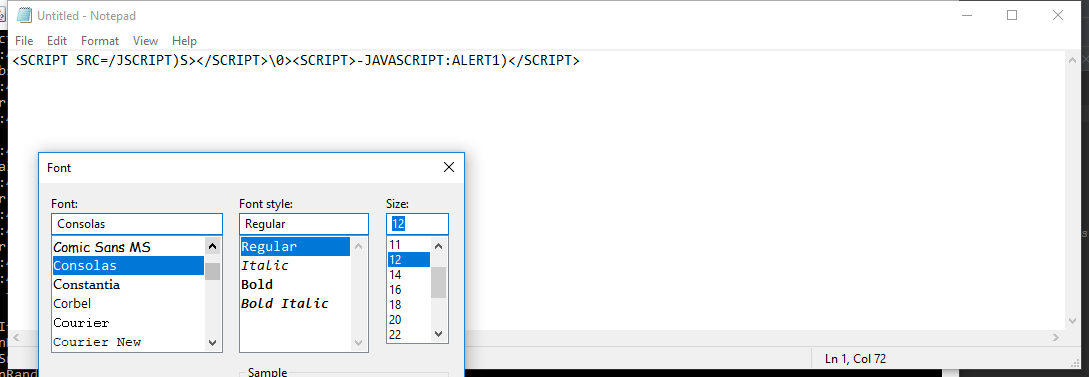 Untitled - Notepad
File Edit Format View Help
<SCRIPT SRC=/JSCRIPT)S></SCRIPT>\0><SCRIPT>-JAVASCRIPT:ALERT1)</SCRIPT>
Font
Font: Font style: Size:
Consolas Regular 12
Comic Sans MS Regular 11
Consolas Italic 12
Constantia Bold 14
Corbel Bold Italic 16
Courier 18
Courier New 20
22
Sample
Ln 1, Col 72